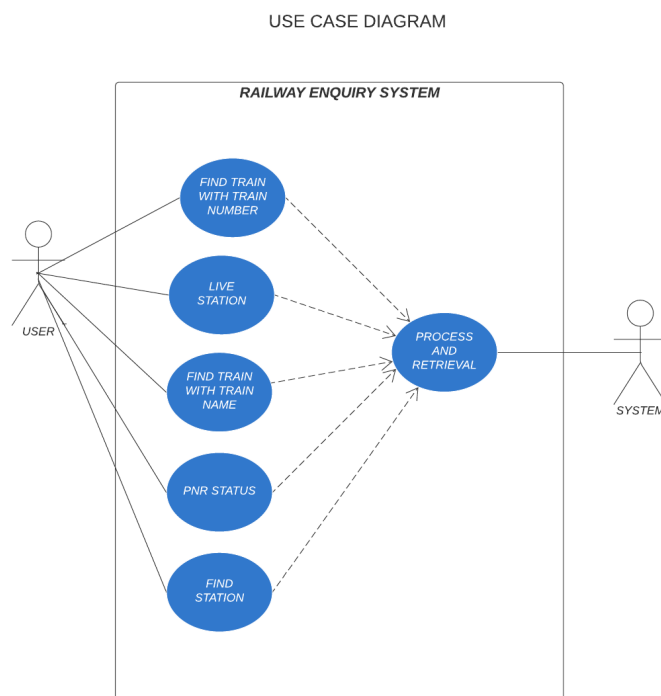 USE CASE DIAGRAM
RAILWAY ENQUIRY SYSTEM
FIND TRAIN
WITH TRAIN
NUMBER
LIVE
STATION
USER
PROCESS
AND
RETRIEVAL
FIND TRAIN
WITH TRAIN
NAME
SYSTEM
PNR STATUS
FIND
STATION